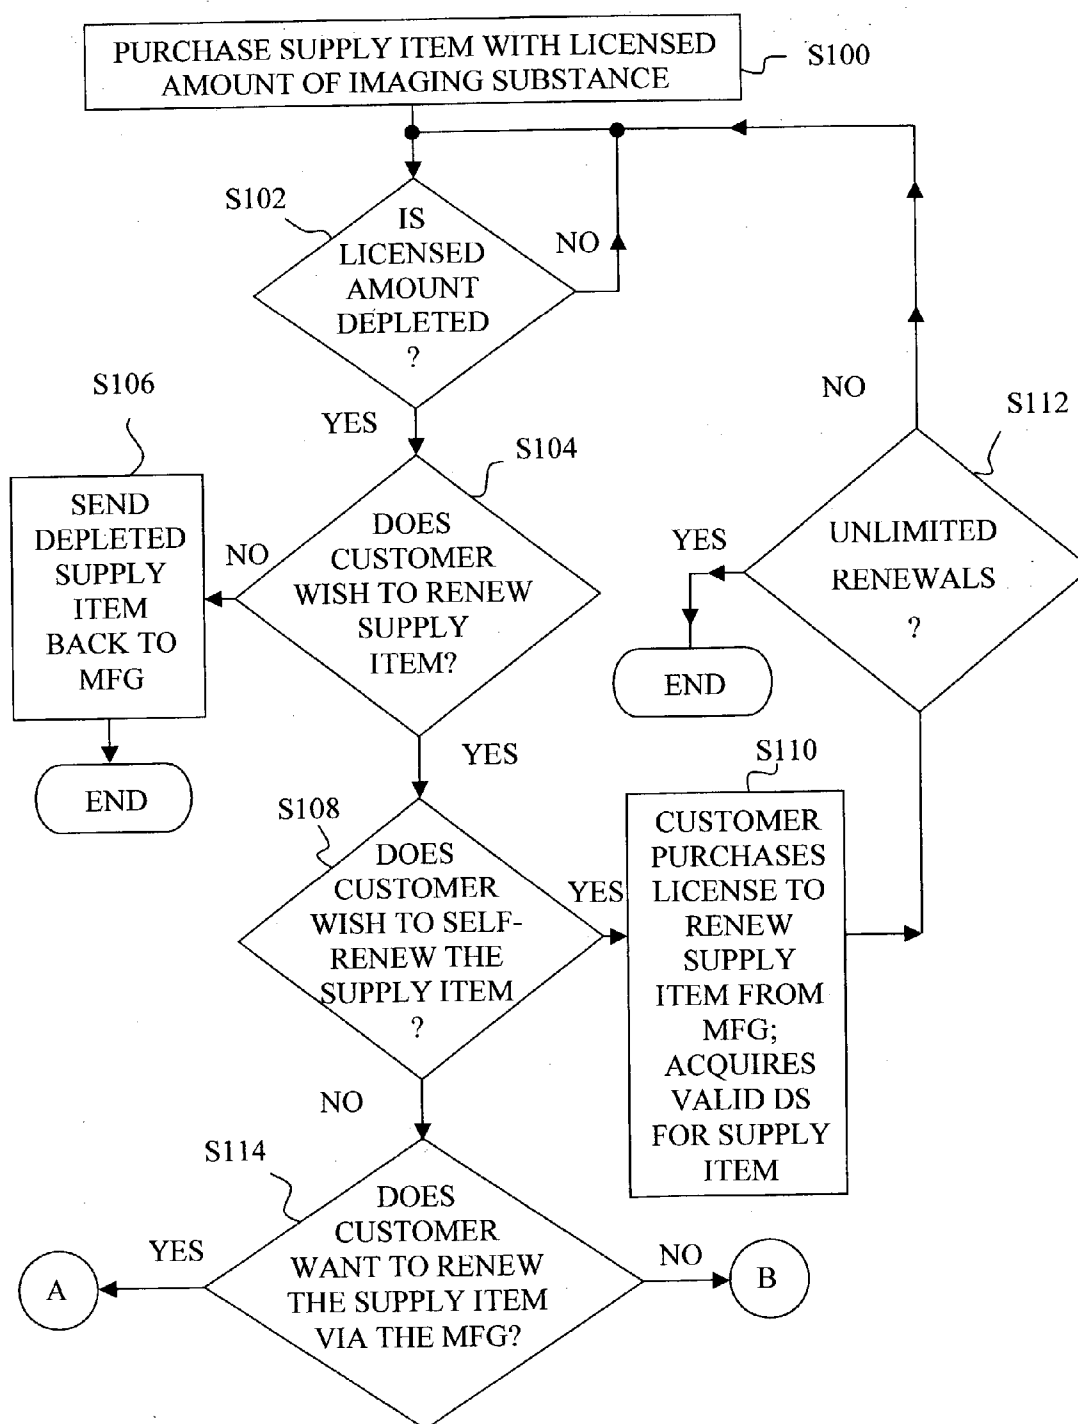 PURCHASE SUPPLY ITEM WITH LICENSED
AMOUNT OF IMAGING SUBSTANCE
S100
S102
IS
LICENSED
AMOUNT
DEPLETED
?
NO
YES
S106
SEND
DEPLETED
SUPPLY
ITEM
BACK TO
MFG
END
NO
S104
DOES
CUSTOMER
WISH TO RENEW
SUPPLY
ITEM?
YES
NO
S112
UNLIMITED
RENEWALS
?
YES
END
S108
DOES
CUSTOMER
WISH TO SELF-
RENEW THE
SUPPLY ITEM
?
YES
NO
S110
CUSTOMER
PURCHASES
LICENSE TO
RENEW
SUPPLY
ITEM FROM
MFG;
ACQUIRES
VALID DS
FOR SUPPLY
ITEM
S114
DOES
CUSTOMER
WANT TO RENEW
THE SUPPLY ITEM
VIA THE MFG?
YES
A
NO
B